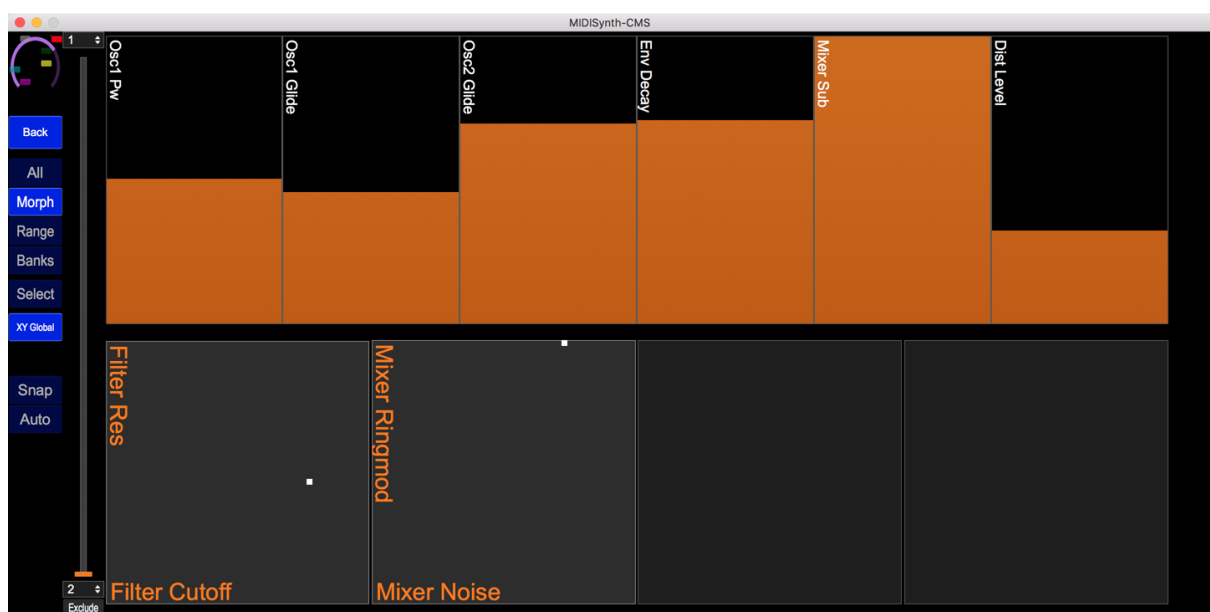 MIDISynth-CMS
1
Osc1 Pw
Osc1 Glide
Osc2 Glide
Env Decay
Mixer Sub
Dist Level
Back
All
Morph
Range
Banks
Select
XY Global
Snap
Auto
Filter Res
Filter Cutoff
Mixer Ringmod
Mixer Noise
2
Exclude